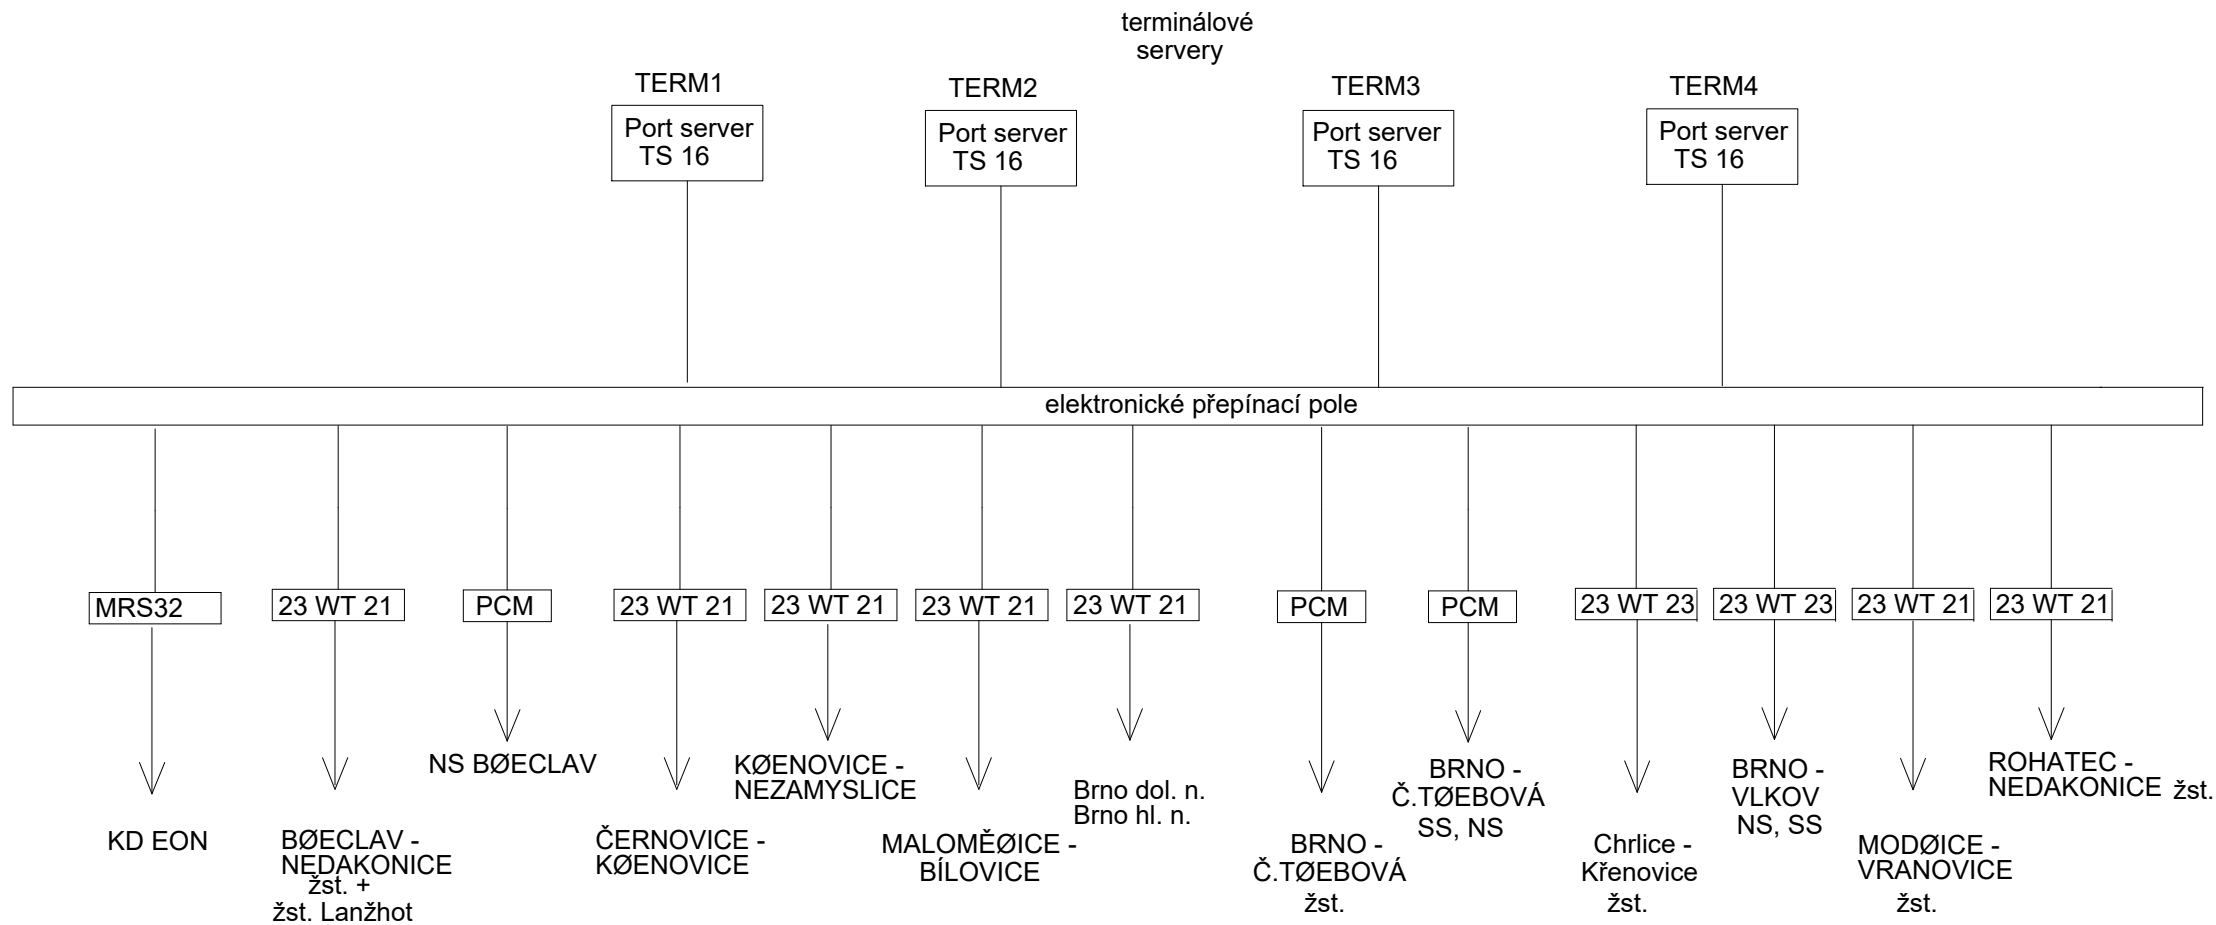 terminálové
servery
TERM1
Port server
TS 16
TERM2
Port server
TS 16
TERM3
Port server
TS 16
TERM4
Port server
TS 16
elektronické přepínací pole
MRS32
23 WT 21
PCM
23 WT 21
23 WT 21
23 WT 21
23 WT 21
PCM
PCM
23 WT 23
23 WT 23
23 WT 21
23 WT 21
KD EON
BØECLAV -
NEDAKONICE
žst. +
žst. Lanžhot
NS BØECLAV
ČERNOVICE -
KØENOVICE
KØENOVICE -
NEZAMYSLICE
MALOMĚØICE -
BÍLOVICE
Brno dol. n.
Brno hl. n.
BRNO -
Č.TØEBOVÁ
žst.
BRNO -
Č.TØEBOVÁ
SS, NS
Chrlice -
Křenovice
žst.
BRNO -
VLKOV
NS, SS
MODØICE -
VRANOVICE
žst.
ROHATEC -
NEDAKONICE žst.